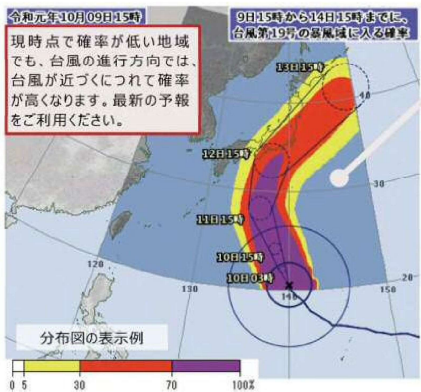 令和元年10月09日15時
9日15時から14日15時までに、
台風第19号の暴風域に入る確率
現時点で確率が低い地域
でも、台風の進行方向では、
台風が近づくにつれて確率
が高くなります。最新の予報
をご利用ください。
13日15時
40
12日15時
30
11日15時
10日15時
10日03時
120
130
140
150
20
分布図の表示例
0 5 30 70 100%